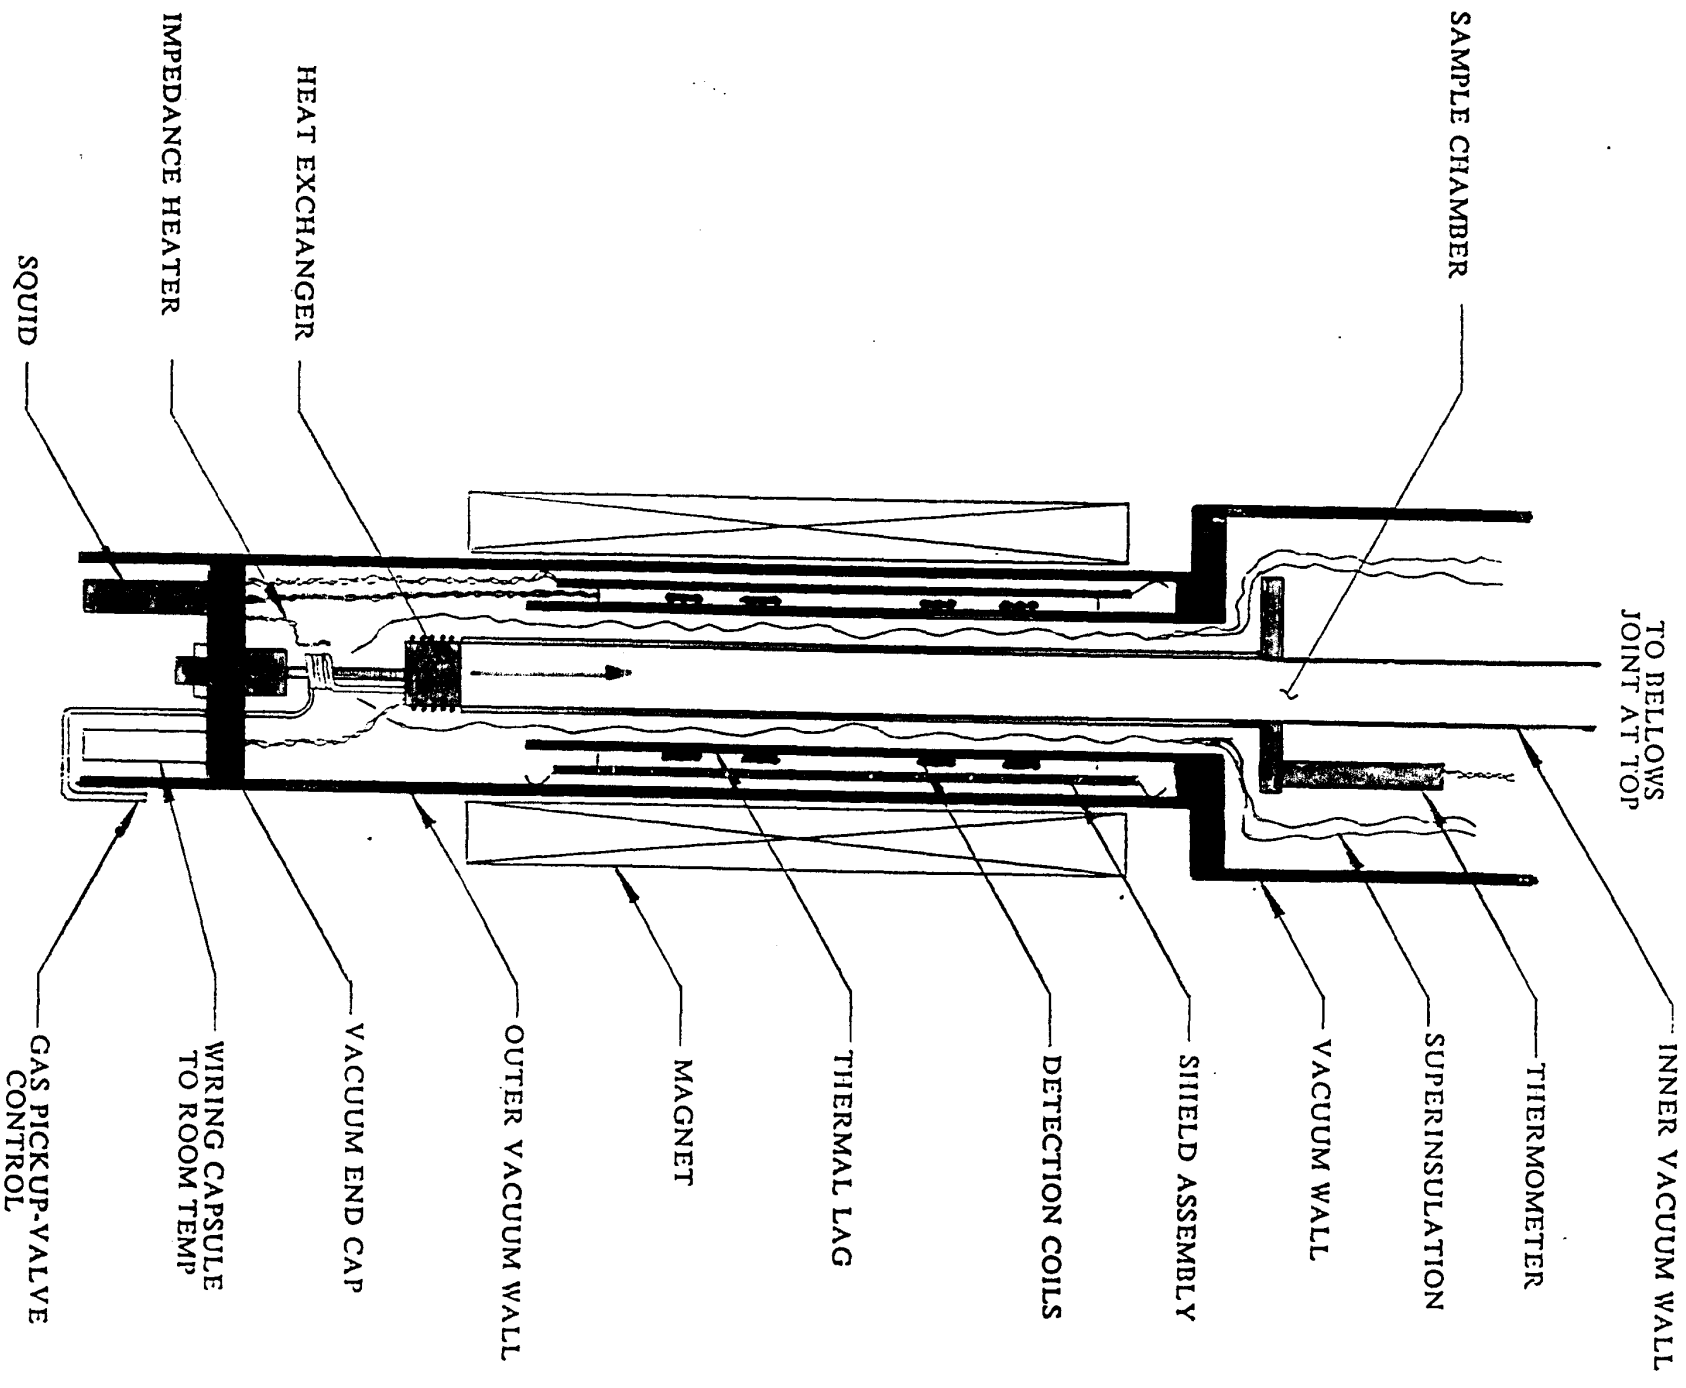 TO BELLOWS
JOINT AT TOP
SAMPLE CHAMBER
HEAT EXCHANGER
IMPEDANCE HEATER
SQUID
INNER VACUUM WALL
THERMOMETER
SUPERINSULATION
VACUUM WALL
SHIELD ASSEMBLY
DETECTION COILS
THERMAL LAG
MAGNET
OUTER VACUUM WALL
VACUUM END CAP
WIRING CAPSULE
TO ROOM TEMP
GAS PICKUP-VALVE
CONTROL